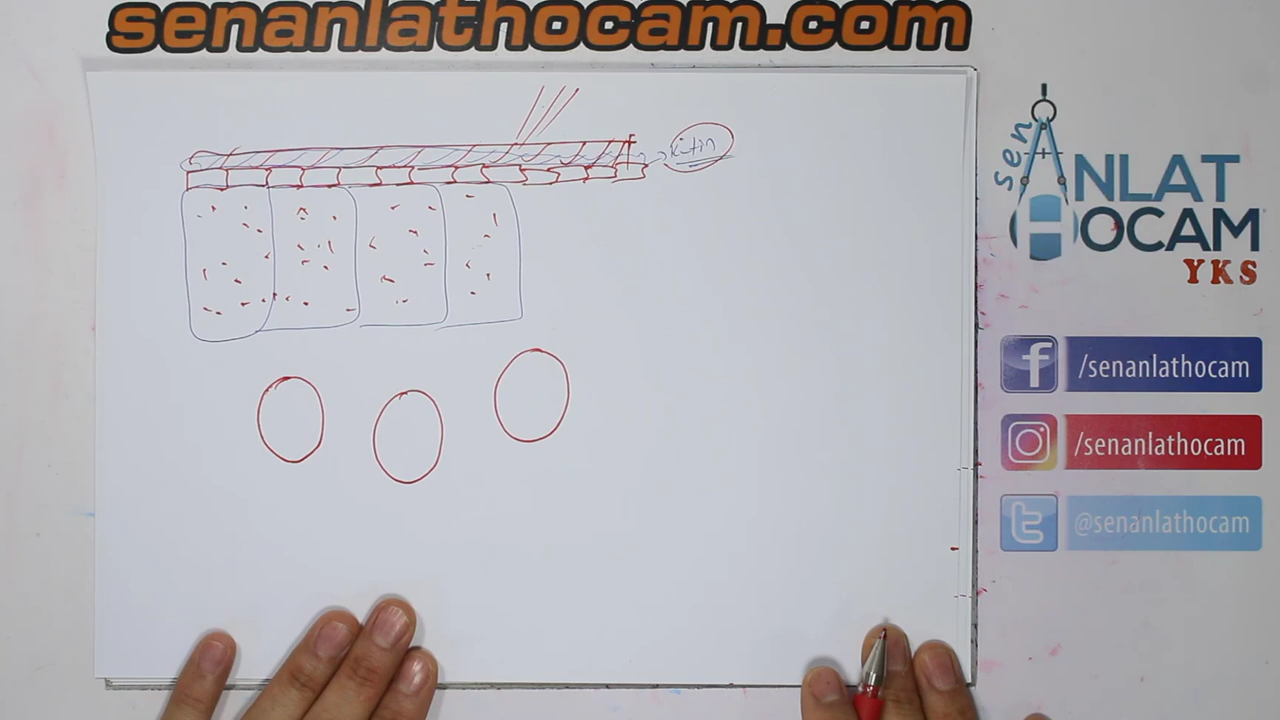 senanlathocam.com
kitin
sen
ANLAT
HOCAM
YKS
/senanlathocam
/senanlathocam
@senanlathocam